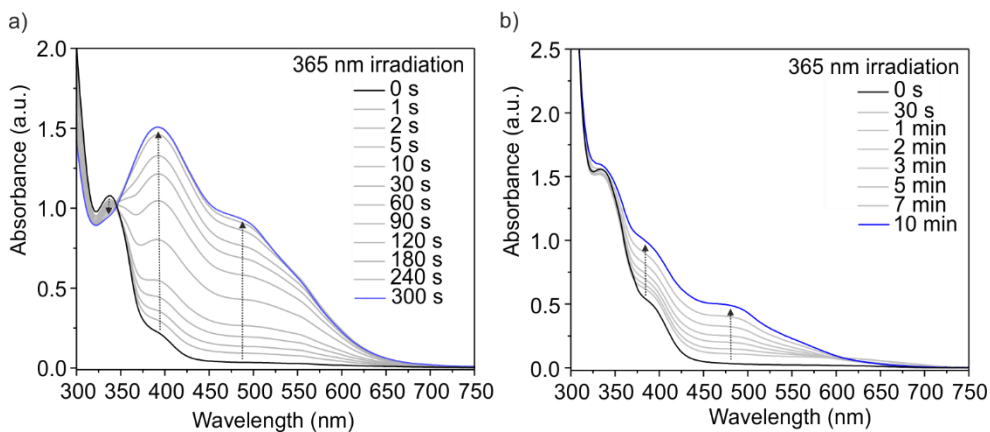 a)
2.0
1.5
1.0
0.5
0.0
Absorbance (a.u.)
300 350 400 450 500 550 600 650 700 750
Wavelength (nm)
365 nm irradiation
0 s
1 s
2 s
5 s
10 s
30 s
60 s
90 s
120 s
180 s
240 s
300 s
b)
2.5
2.0
1.5
1.0
0.5
0.0
Absorbance (a.u.)
300 350 400 450 500 550 600 650 700 750
Wavelength (nm)
365 nm irradiation
0 s
30 s
1 min
2 min
3 min
5 min
7 min
10 min